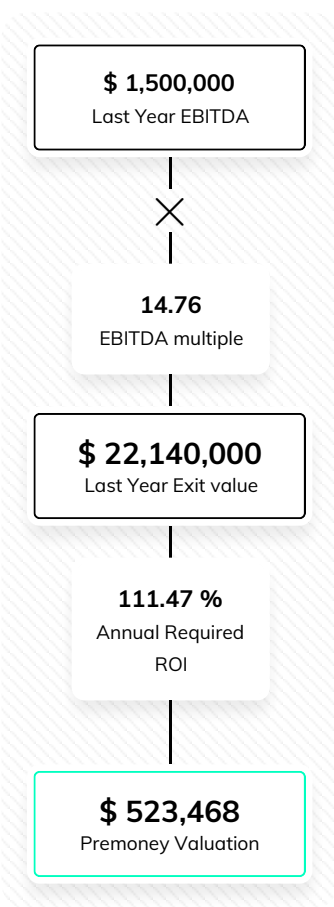 $ 1,500,000
Last Year EBITDA
14.76
EBITDA multiple
$ 22,140,000
Last Year Exit value
111.47 %
Annual Required
ROI
$ 523,468
Premoney Valuation